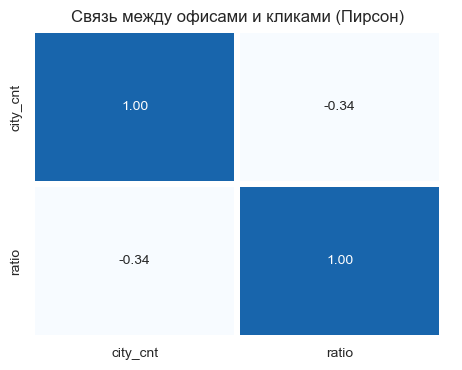 Связь между офисами и кликами (Пирсон)
city_cnt
1.00
-0.34
ratio
-0.34
1.00
city_cnt
ratio